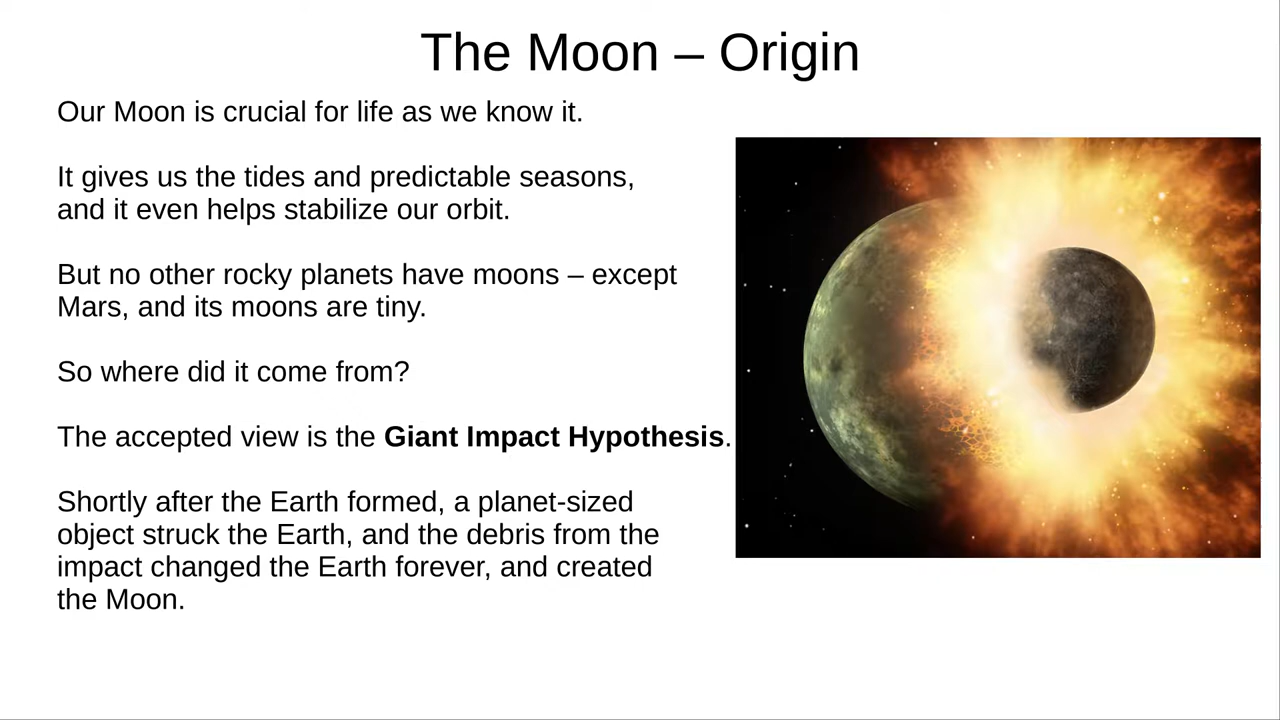 The Moon – Origin
Our Moon is crucial for life as we know it.
It gives us the tides and predictable seasons,
and it even helps stabilize our orbit.
But no other rocky planets have moons – except
Mars, and its moons are tiny.
So where did it come from?
The accepted view is the Giant Impact Hypothesis.
Shortly after the Earth formed, a planet-sized
object struck the Earth, and the debris from the
impact changed the Earth forever, and created
the Moon.